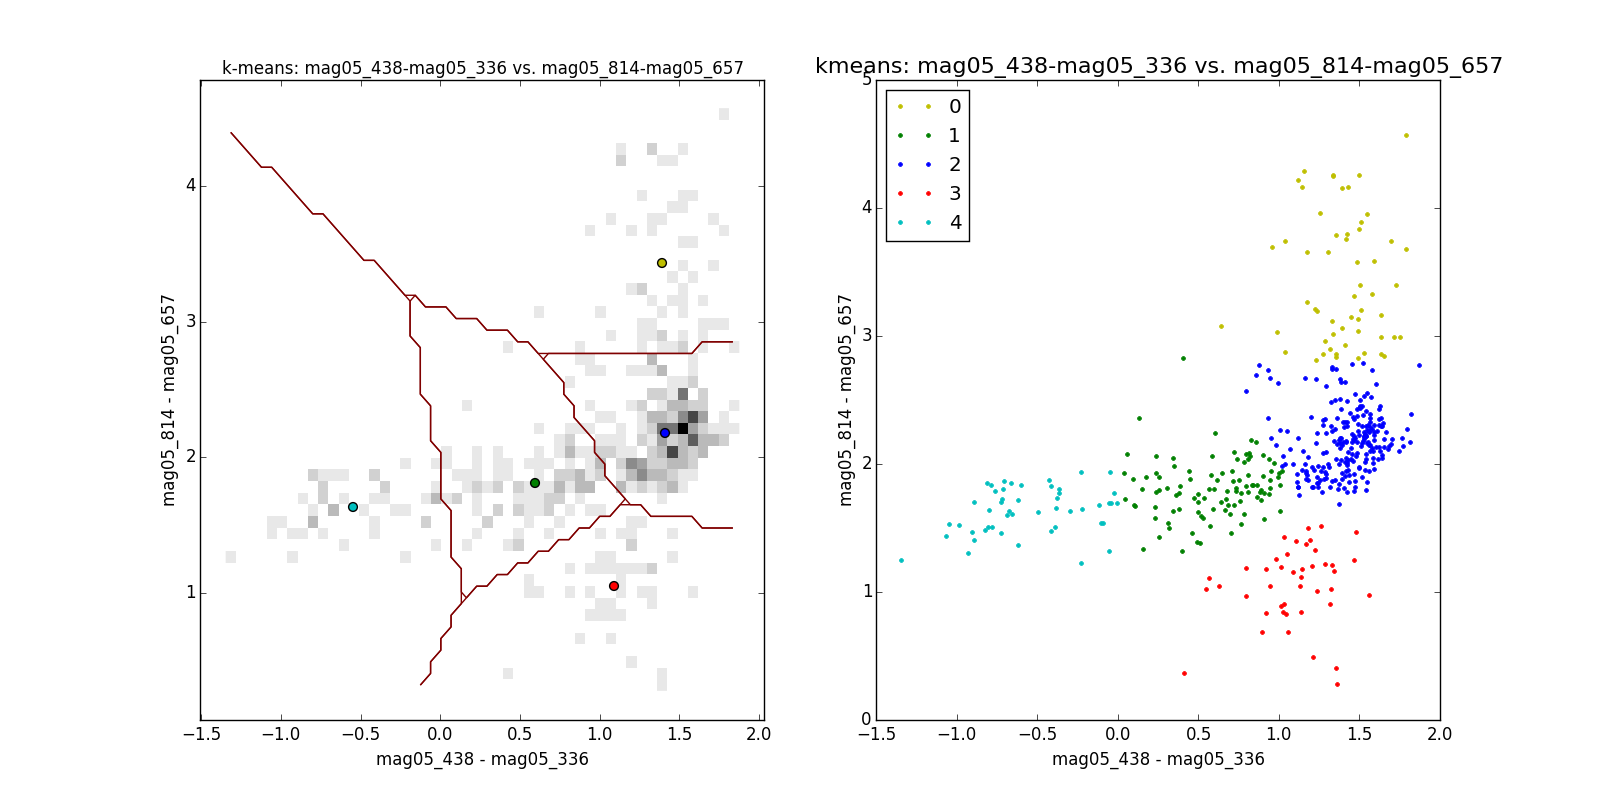 k-means: mag05_438-mag05_336 vs. mag05_814-mag05_657
4
3
2
1
mag05_814 - mag05_657
−1.5 −1.0 −0.5 0.0 0.5 1.0 1.5 2.0
mag05_438 - mag05_336
kmeans: mag05_438-mag05_336 vs. mag05_814-mag05_657
0
1
2
3
4
5
4
3
2
1
0
mag05_814 - mag05_657
−1.5 −1.0 −0.5 0.0 0.5 1.0 1.5 2.0
mag05_438 - mag05_336